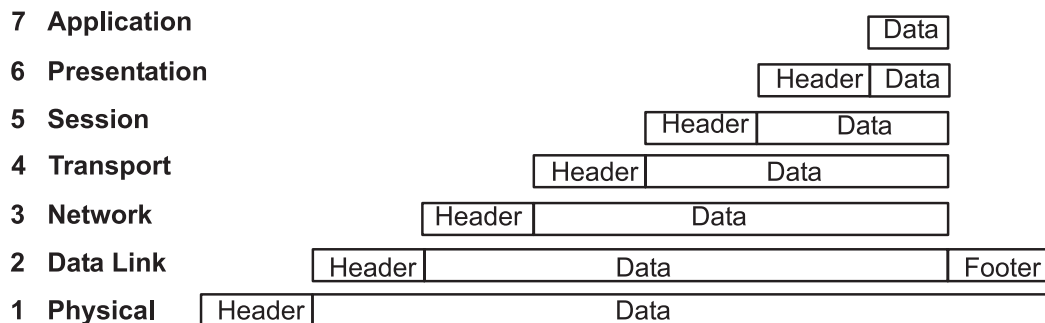 7 Application Data
6 Presentation Header Data
5 Session Header Data
4 Transport Header Data
3 Network Header Data
2 Data Link Header Data Footer
1 Physical Header Data